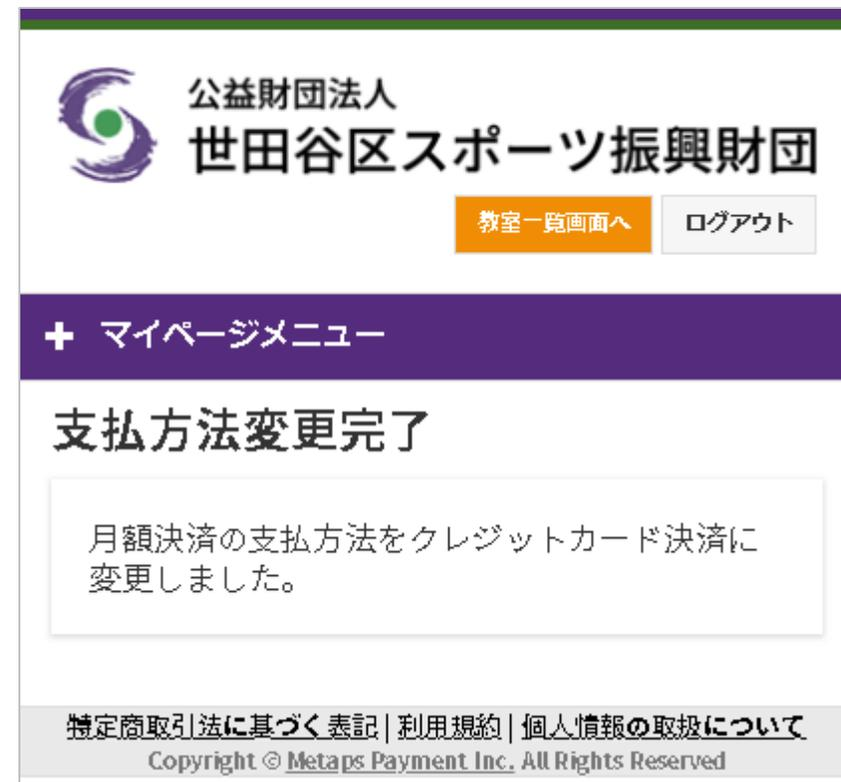 公益財団法人
世田谷区スポーツ振興財団
教室一覧画面へ ログアウト
+ マイページメニュー
支払方法変更完了
月額決済の支払方法をクレジットカード決済に
変更しました。
特定商取引法に基づく表記 | 利用規約 | 個人情報の取扱について
Copyright © Metaps Payment Inc. All Rights Reserved